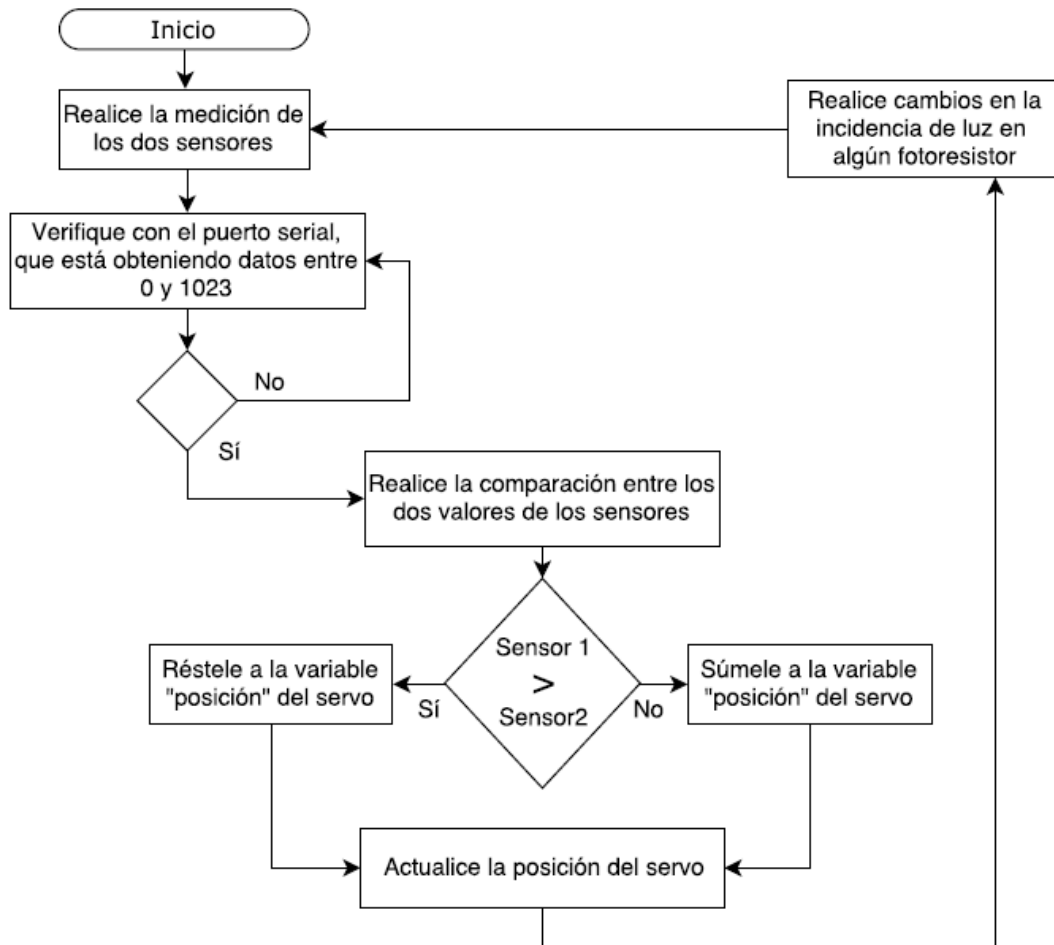 Inicio
Realice la medición de
los dos sensores
Realice cambios en la
incidencia de luz en
algún fotoresistor
Verifique con el puerto serial,
que está obteniendo datos entre
0 y 1023
No
Sí
Realice la comparación entre los
dos valores de los sensores
Sensor 1
>
Sensor2
Sí
No
Réstele a la variable
"posición" del servo
Súmele a la variable
"posición" del servo
Actualice la posición del servo